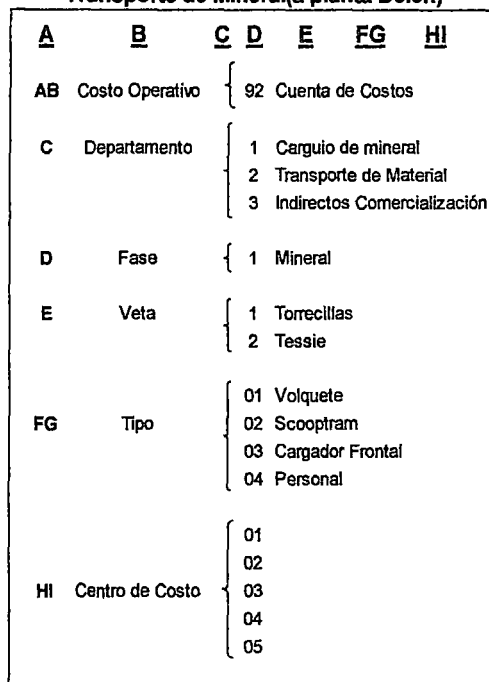 Transporte de Mineral(a planta Belen)
A B C D E FG HI
AB Costo Operativo 92 Cuenta de Costos
C Departamento 1 Carguio de mineral
2 Transporte de Material
3 Indirectos Comercialización
D Fase 1 Mineral
E Veta 1 Torrecillas
2 Tessie
01 Volquete
FG Tipo 02 Scooptram
03 Cargador Frontal
04 Personal
01
02
HI Centro de Costo 03
04
05